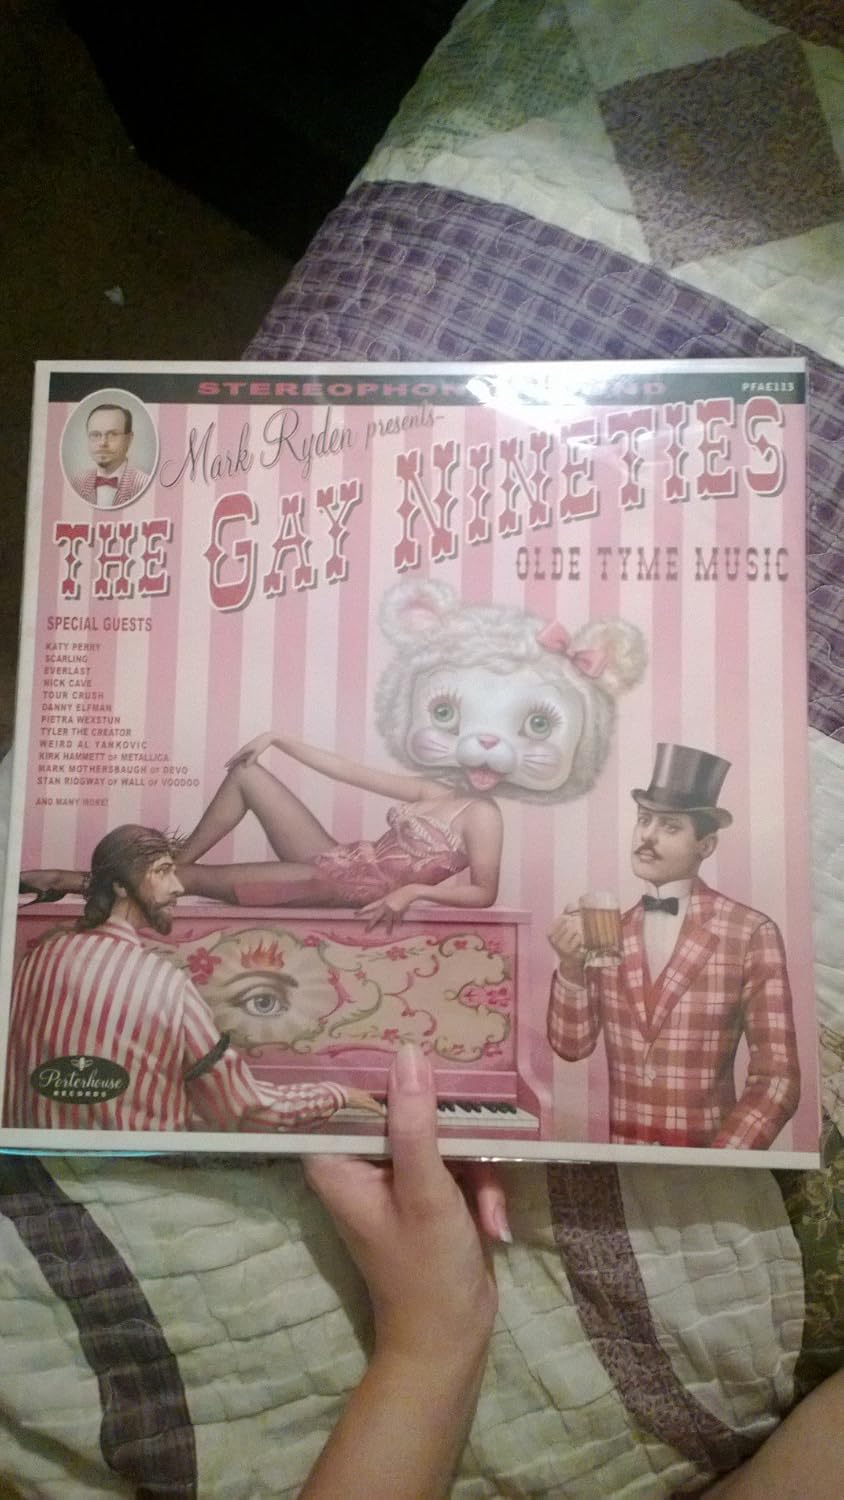 STEREOPHON ND
PFAE113
Mark Ryden presents-
THE GAY NINETIES
OLDE TYME MUSIC
SPECIAL GUESTS
KATY PERRY
SCARLING
EVERLAST
NICK CAVE
TOUR CRUSH
DANNY ELFMAN
PIETRA WEXSTUN
TYLER THE CREATOR
WEIRD AL YANKOVIC
KIRK HAMMETT OF METALLICA
MARK MOTHERSBAUGH OF DEVO
STAN RIDGWAY OF WALL OF VOODOO
AND MANY MORE!
Porterhouse
RECORDS